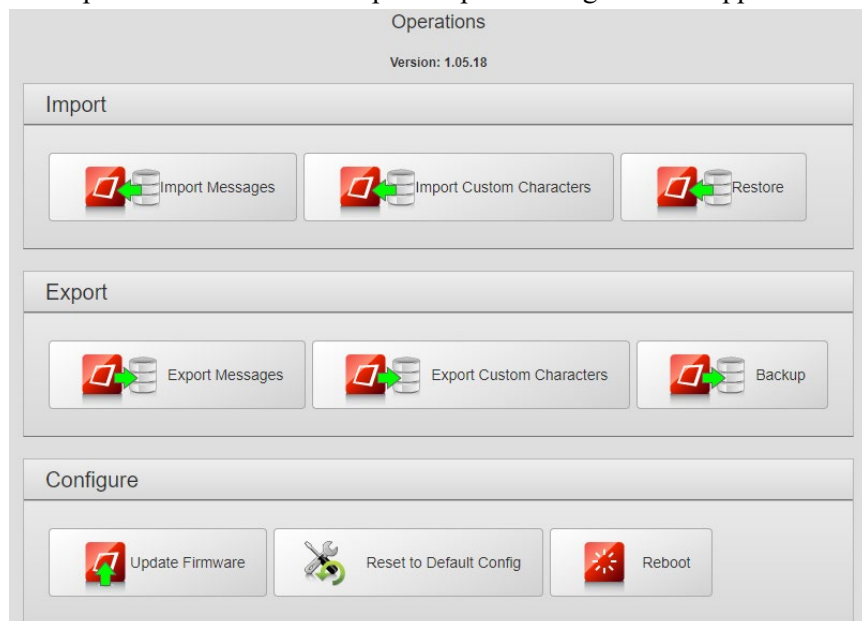 Operations
Version: 1.05.18
Import
Import Messages
Import Custom Characters
Restore
Export
Export Messages
Export Custom Characters
Backup
Configure
Update Firmware
Reset to Default Config
Reboot